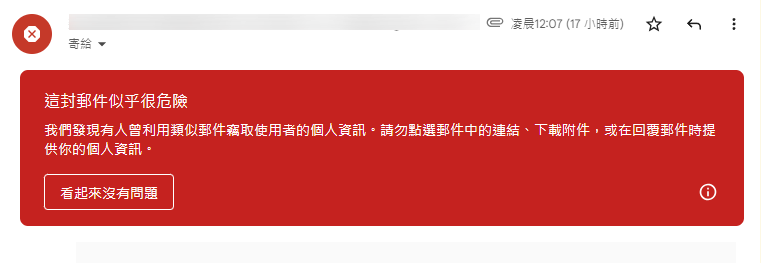 凌晨12:07 (17 小時前)
寄給
這封郵件似乎很危險
我們發現有人曾利用類似郵件竊取使用者的個人資訊。請勿點選郵件中的連結、下載附件，或在回覆郵件時提
供你的個人資訊。
看起來沒有問題